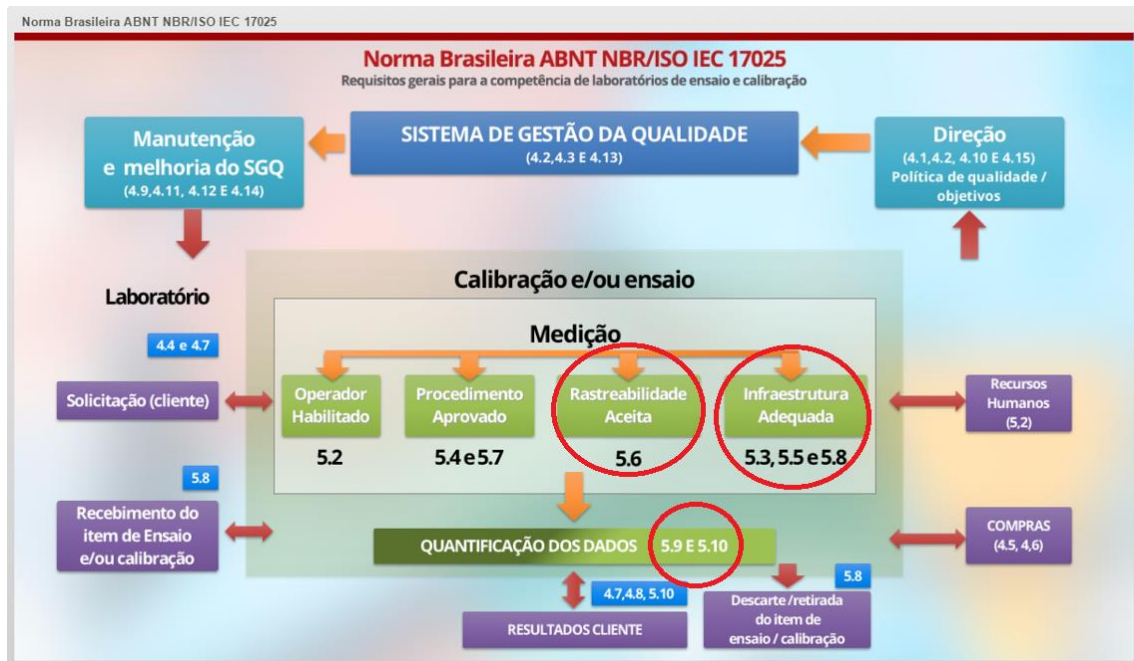 Norma Brasileira ABNT NBR/ISO IEC 17025
Norma Brasileira ABNT NBR/ISO IEC 17025
Requisitos gerais para a competência de laboratórios de ensaio e calibração
Manutenção
e melhoria do SGQ
(4.9,4.11, 4.12 E 4.14)
SISTEMA DE GESTÃO DA QUALIDADE
(4.2,4.3 E 4.13)
Direção
(4.1,4.2, 4.10 E 4.15)
Política de qualidade /
objetivos
Laboratório
4.4 e 4.7
Solicitação (cliente)
5.8
Recebimento do
item de Ensaio
e/ou calibração
Calibração e/ou ensaio
Medição
Operador
Habilitado
5.2
Procedimento
Aprovado
5.4 e 5.7
Rastreabilidade
Aceita
5.6
Infraestrutura
Adequada
5.3, 5.5 e 5.8
QUANTIFICAÇÃO DOS DADOS 5.9 E 5.10
Recursos
Humanos
(5,2)
COMPRAS
(4.5, 4,6)
4.7,4.8, 5.10
RESULTADOS CLIENTE
5.8
Descarte /retirada
do item de
ensaio / calibração